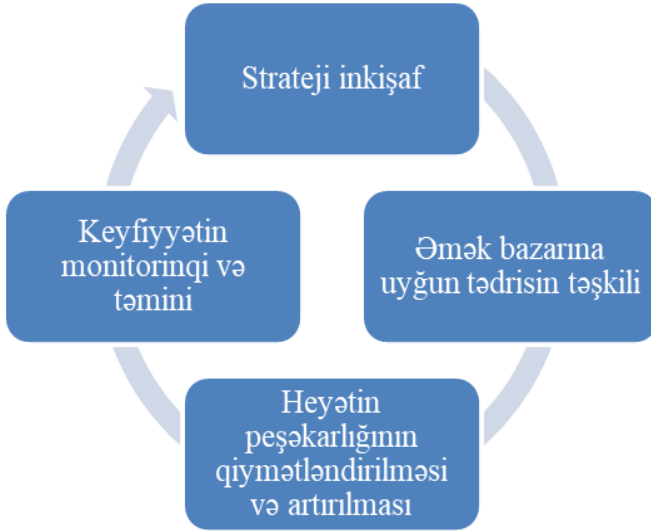 Strateji inkişaf
Əmək bazarına
uyğun tədrisin təşkili
Heyətin
peşəkarlığının
qiymətləndirilməsi
və artırılması
Keyfiyyətin
monitorinqi və
təmini